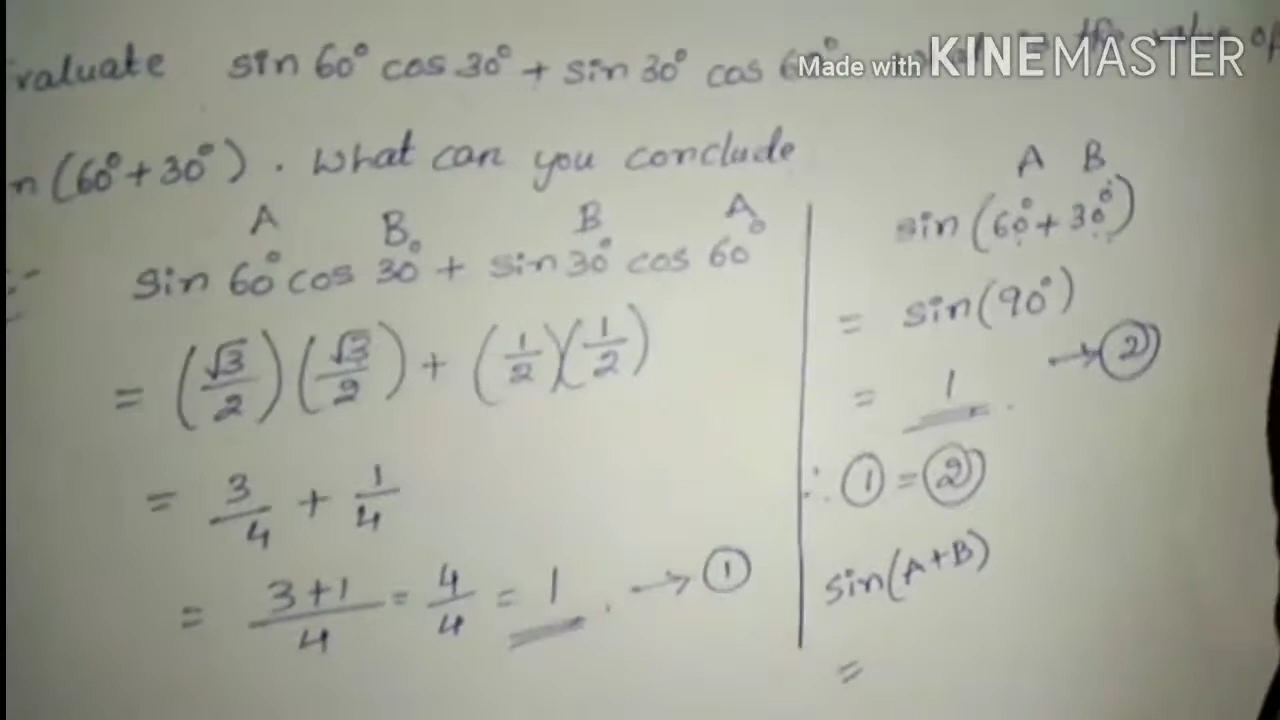 valuate sin 60° cos 30° + sin 30° cos 60°
Made with KINEMASTER
n (60° + 30°). What can you conclude
A B B A
sin 60° cos 30° + sin 30° cos 60°
= (√3/2)(√3/2) + (1/2)(1/2)
= 3/4 + 1/4
= 3+1/4 = 4/4 = 1. → ①
A B
sin(60° + 30°)
= sin(90°)
→ ②
= 1.
∴ ① = ②
sin(A+B)
=